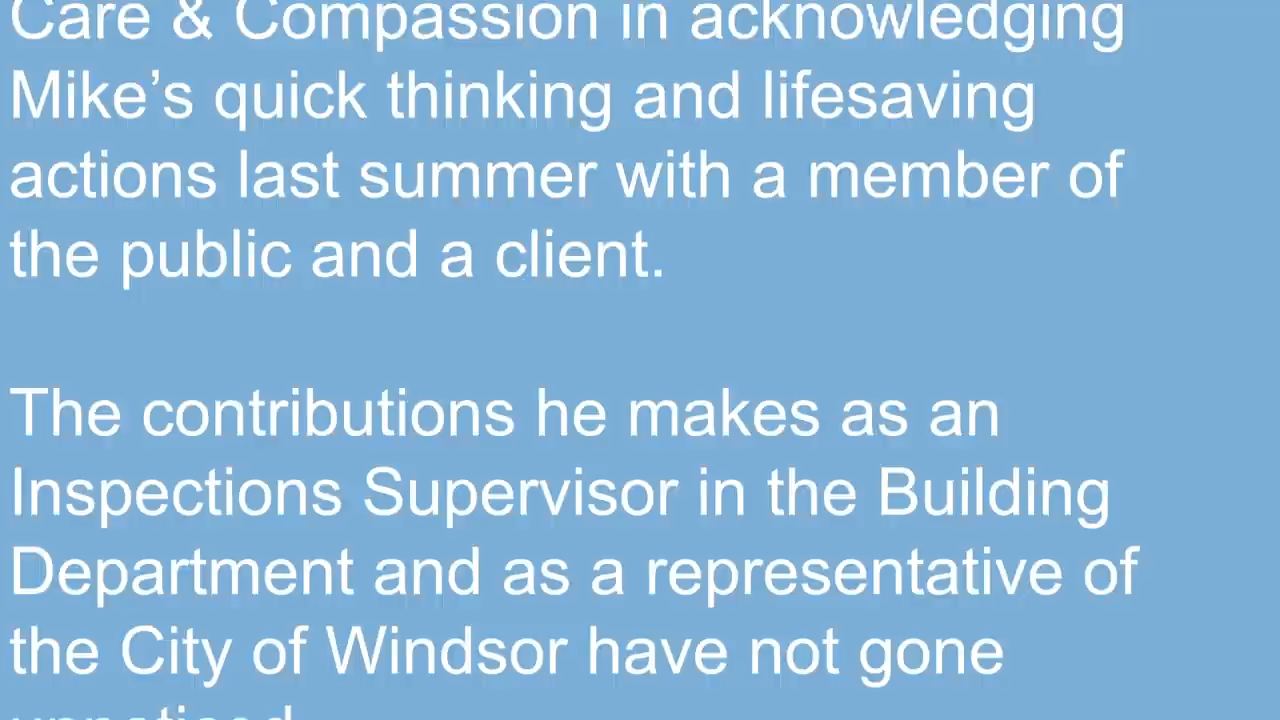 Care & Compassion in acknowledging
Mike’s quick thinking and lifesaving
actions last summer with a member of
the public and a client.
The contributions he makes as an
Inspections Supervisor in the Building
Department and as a representative of
the City of Windsor have not gone
unnoticed.